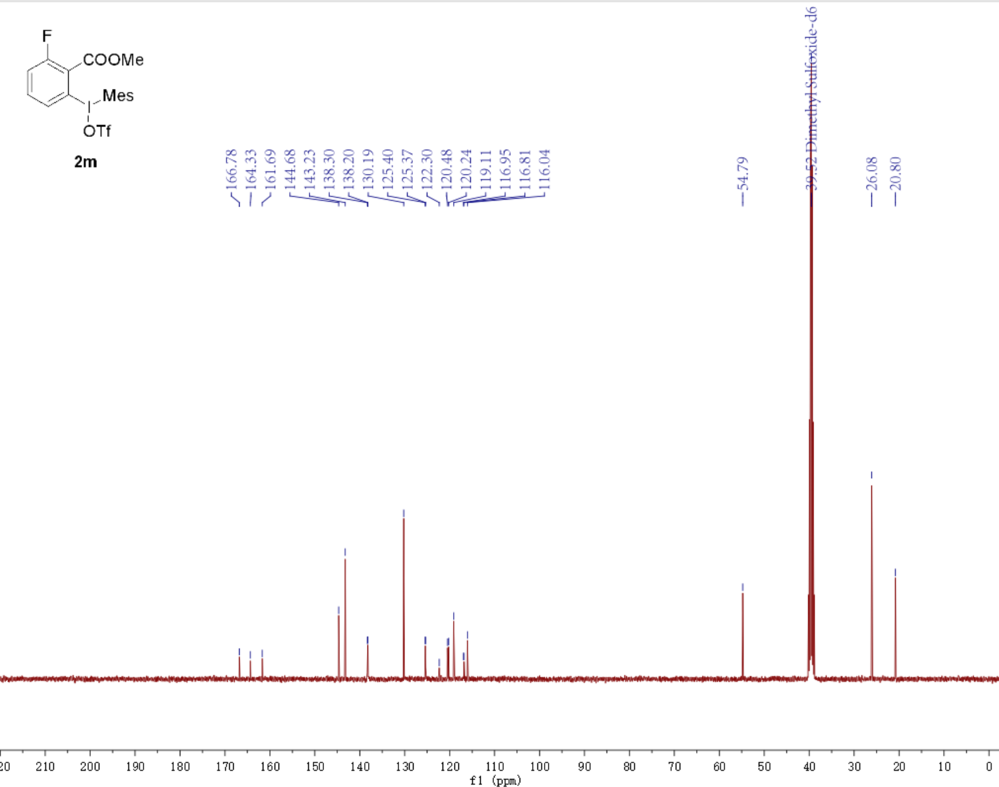 F
COOMe
I
Mes
OTf
2m
166.78
164.33
161.69
144.68
143.23
138.30
138.20
130.19
125.40
125.37
122.30
120.48
120.24
119.11
116.95
116.81
116.04
54.79
39.52 Dimethyl Sulfoxide-d6
26.08
20.80
20 210 200 190 180 170 160 150 140 130 120 110 100 90 80 70 60 50 40 30 20 10 0
f1 (ppm)